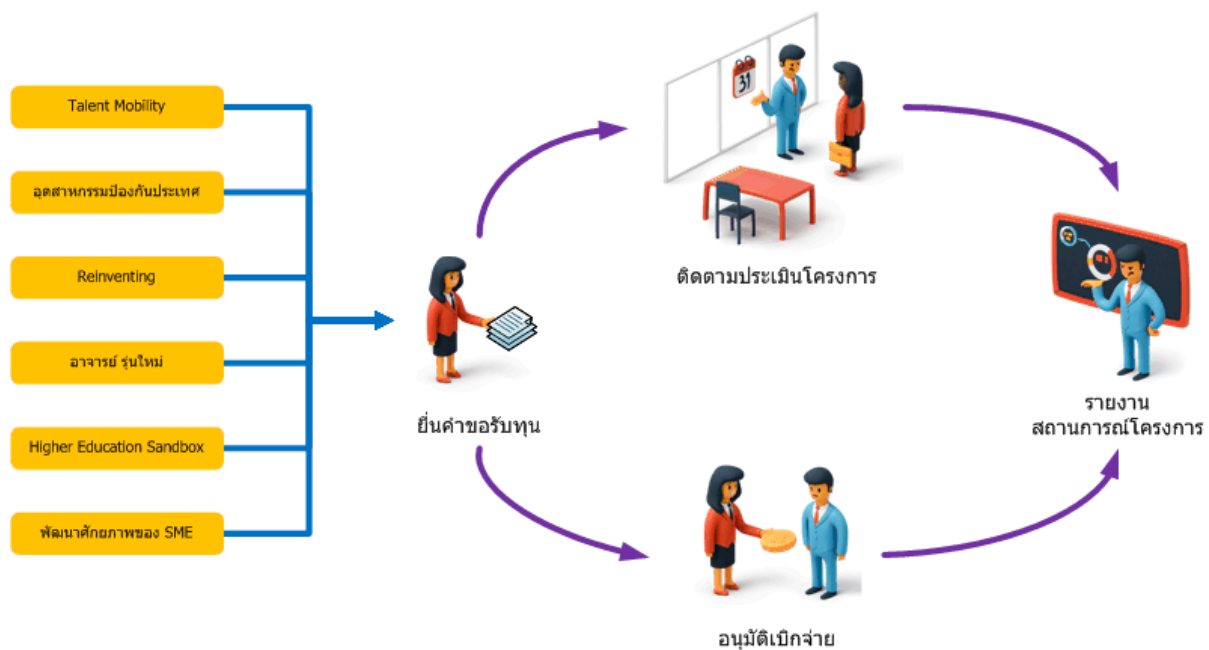 Talent Mobility
อุตสาหกรรมป้องกันประเทศ
Reinventing
อาจารย์ รุ่นใหม่
Higher Education Sandbox
พัฒนาศักยภาพของ SME
ยื่นคำขอรับทุน
31
ติดตามประเมินโครงการ
อนุมัติเบิกจ่าย
รายงาน
สถานการณ์โครงการ